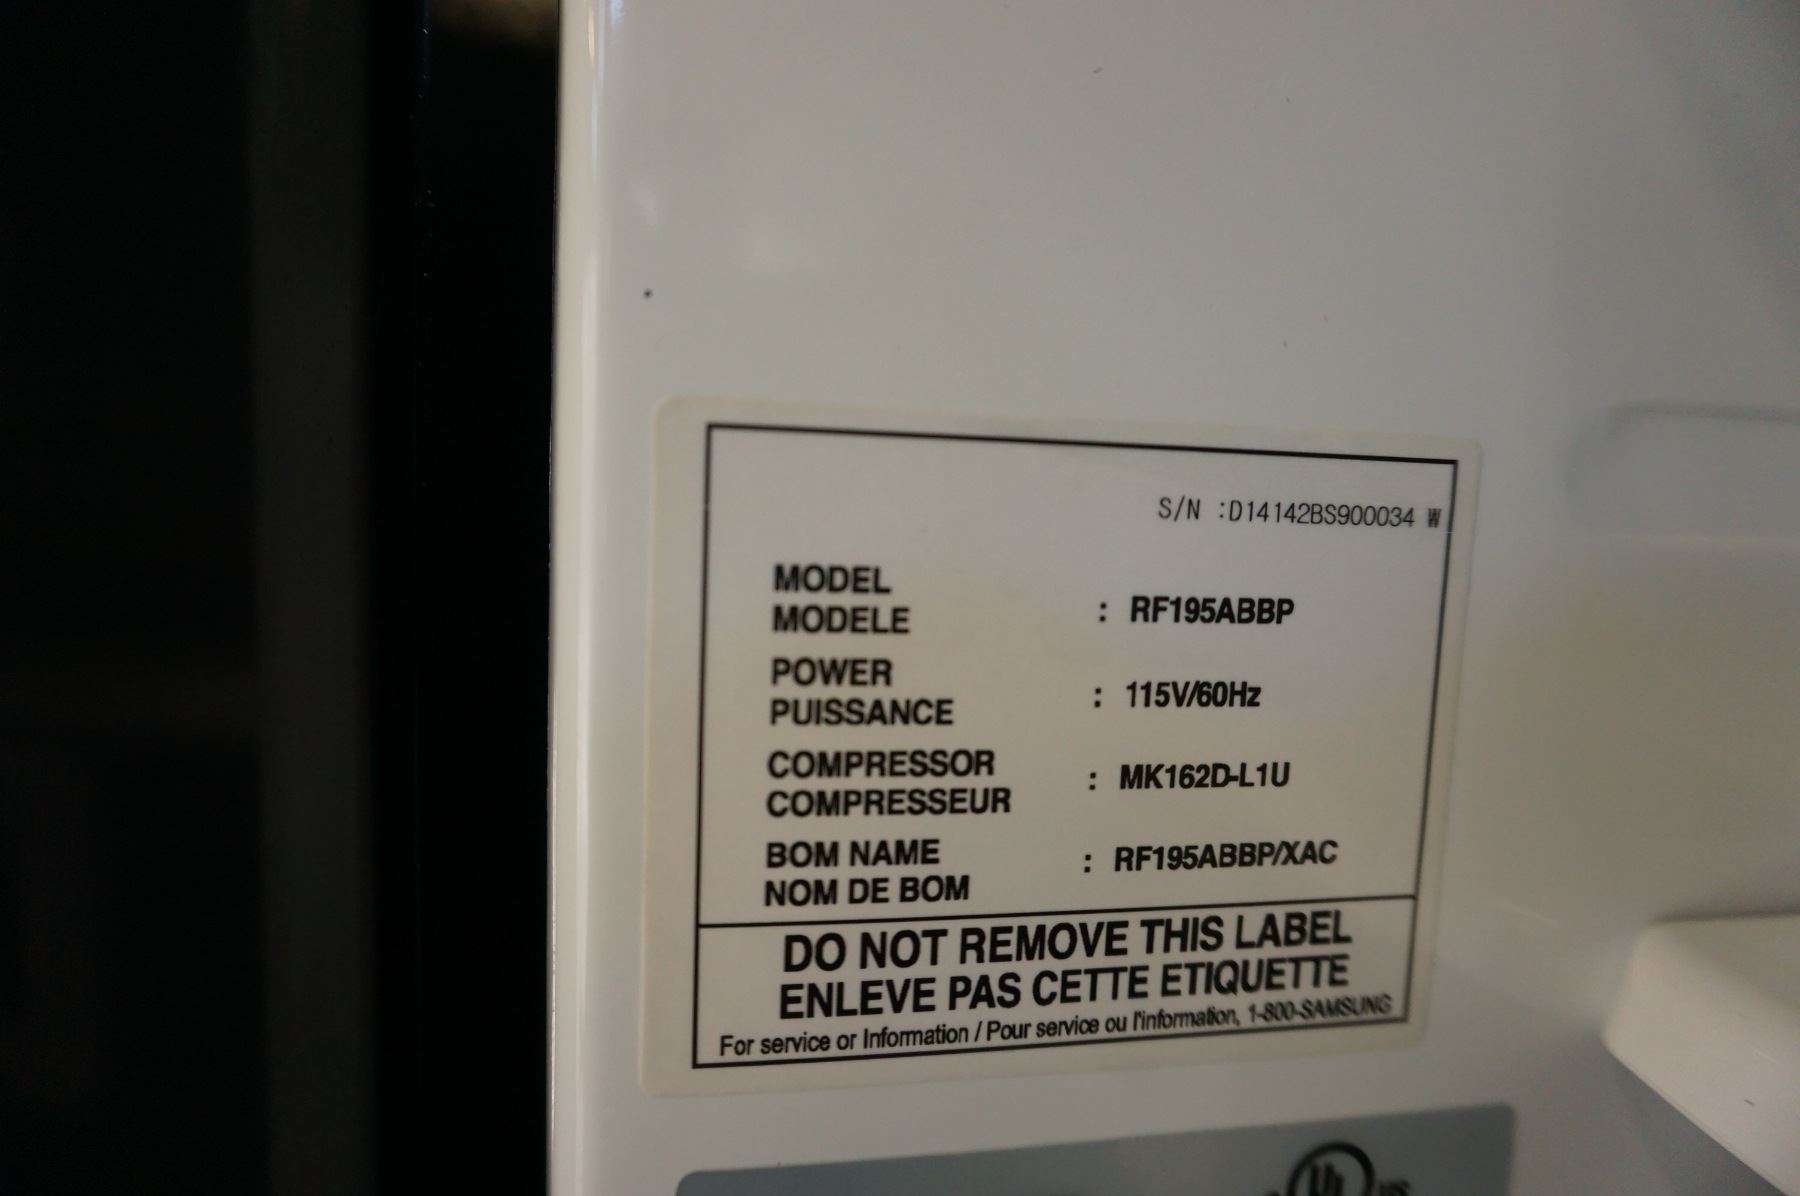 S/N :D14142BS900034 W
MODEL
MODELE : RF195ABBP
POWER
PUISSANCE : 115V/60Hz
COMPRESSOR
COMPRESSEUR : MK162D-L1U
BOM NAME
NOM DE BOM : RF195ABBP/XAC
DO NOT REMOVE THIS LABEL
ENLEVE PAS CETTE ETIQUETTE
For service or Information / Pour service ou l'information, 1-800-SAMSUNG
UL US